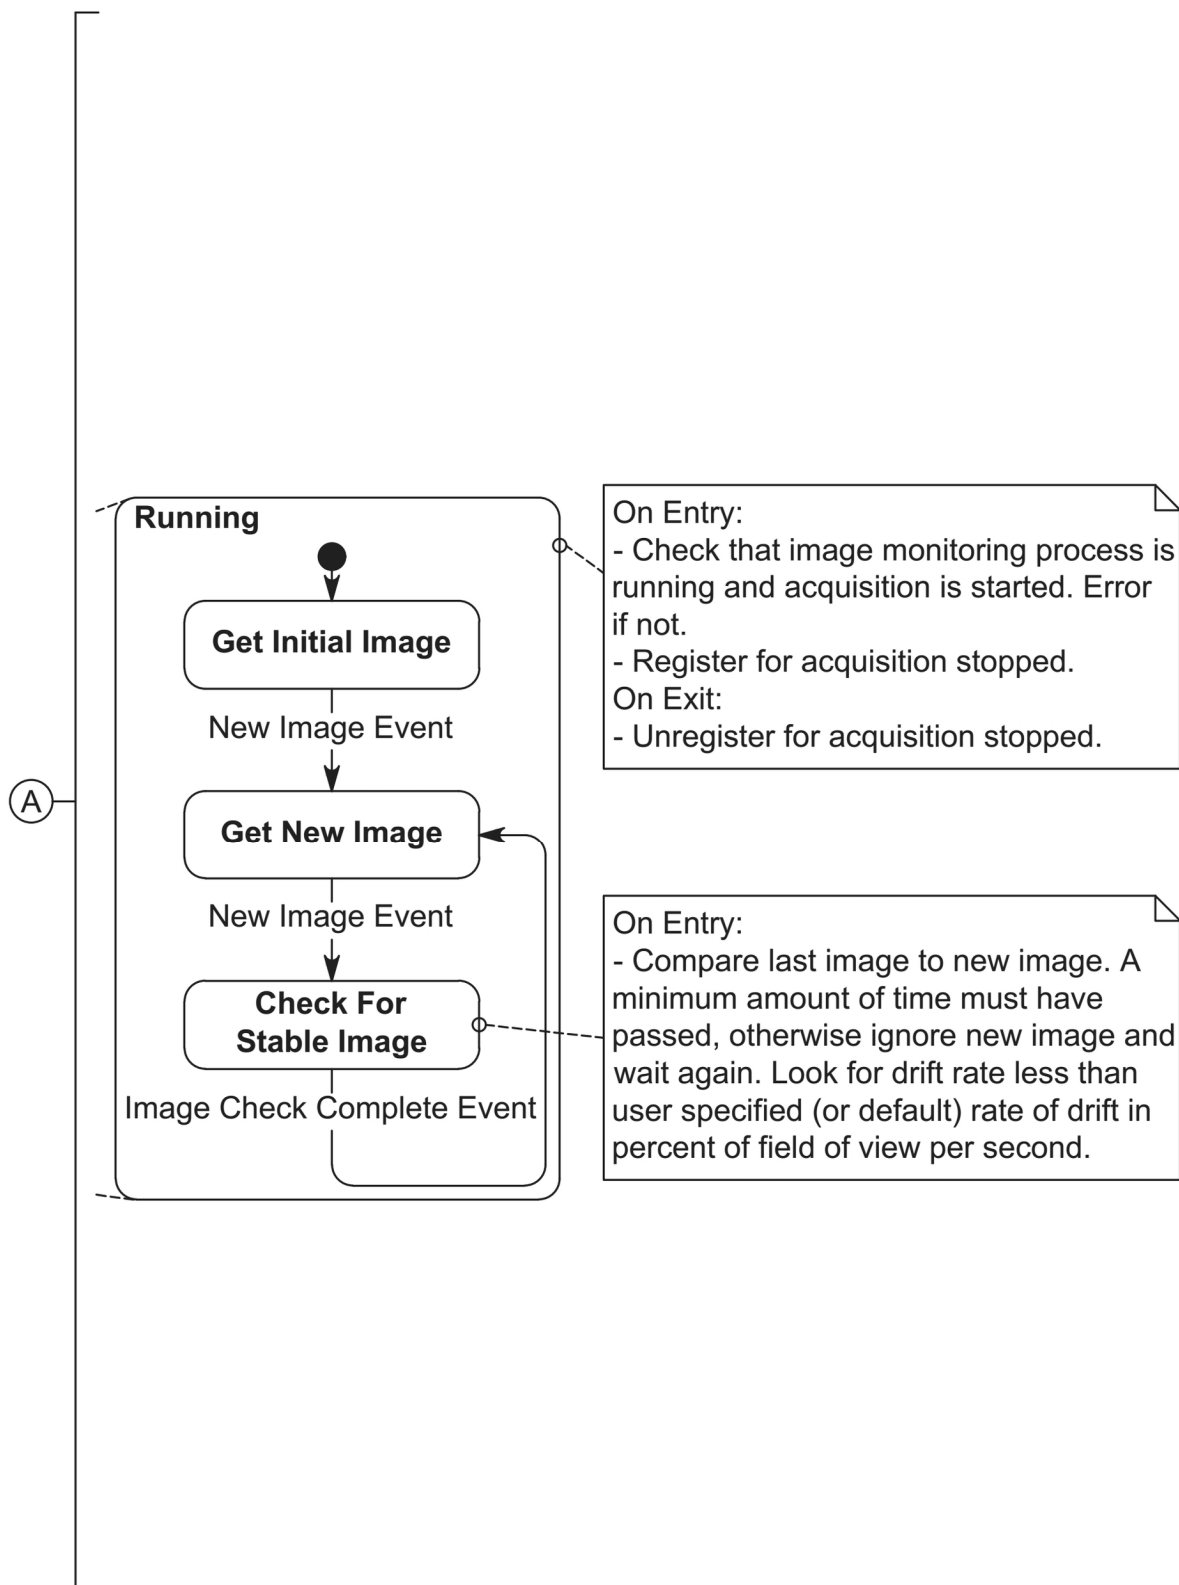 Running
Get Initial Image
New Image Event
Get New Image
New Image Event
Check For
Stable Image
Image Check Complete Event
On Entry:
- Check that image monitoring process is
running and acquisition is started. Error
if not.
- Register for acquisition stopped.
On Exit:
- Unregister for acquisition stopped.
A
On Entry:
- Compare last image to new image. A
minimum amount of time must have
passed, otherwise ignore new image and
wait again. Look for drift rate less than
user specified (or default) rate of drift in
percent of field of view per second.